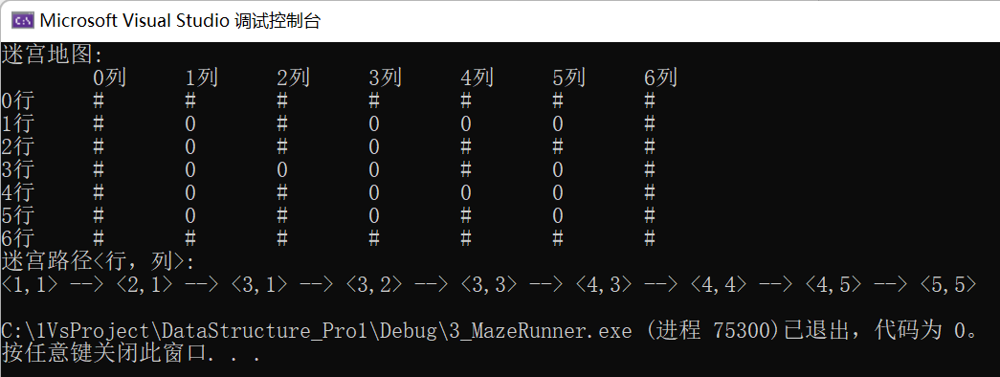 Microsoft Visual Studio 调试控制台
迷宫地图:
0列 1列 2列 3列 4列 5列 6列
0行 # # # # # # #
1行 # 0 # 0 0 0 #
2行 # 0 # 0 # # #
3行 # 0 0 0 # 0 #
4行 # 0 # 0 0 0 #
5行 # 0 # 0 # 0 #
6行 # # # # # # #
迷宫路径<行，列>:
<1,1> --> <2,1> --> <3,1> --> <3,2> --> <3,3> --> <4,3> --> <4,4> --> <4,5> --> <5,5>
C:\1VsProject\DataStructure_Pro1\Debug\3_MazeRunner.exe (进程 75300)已退出，代码为 0。
按任意键关闭此窗口. . .